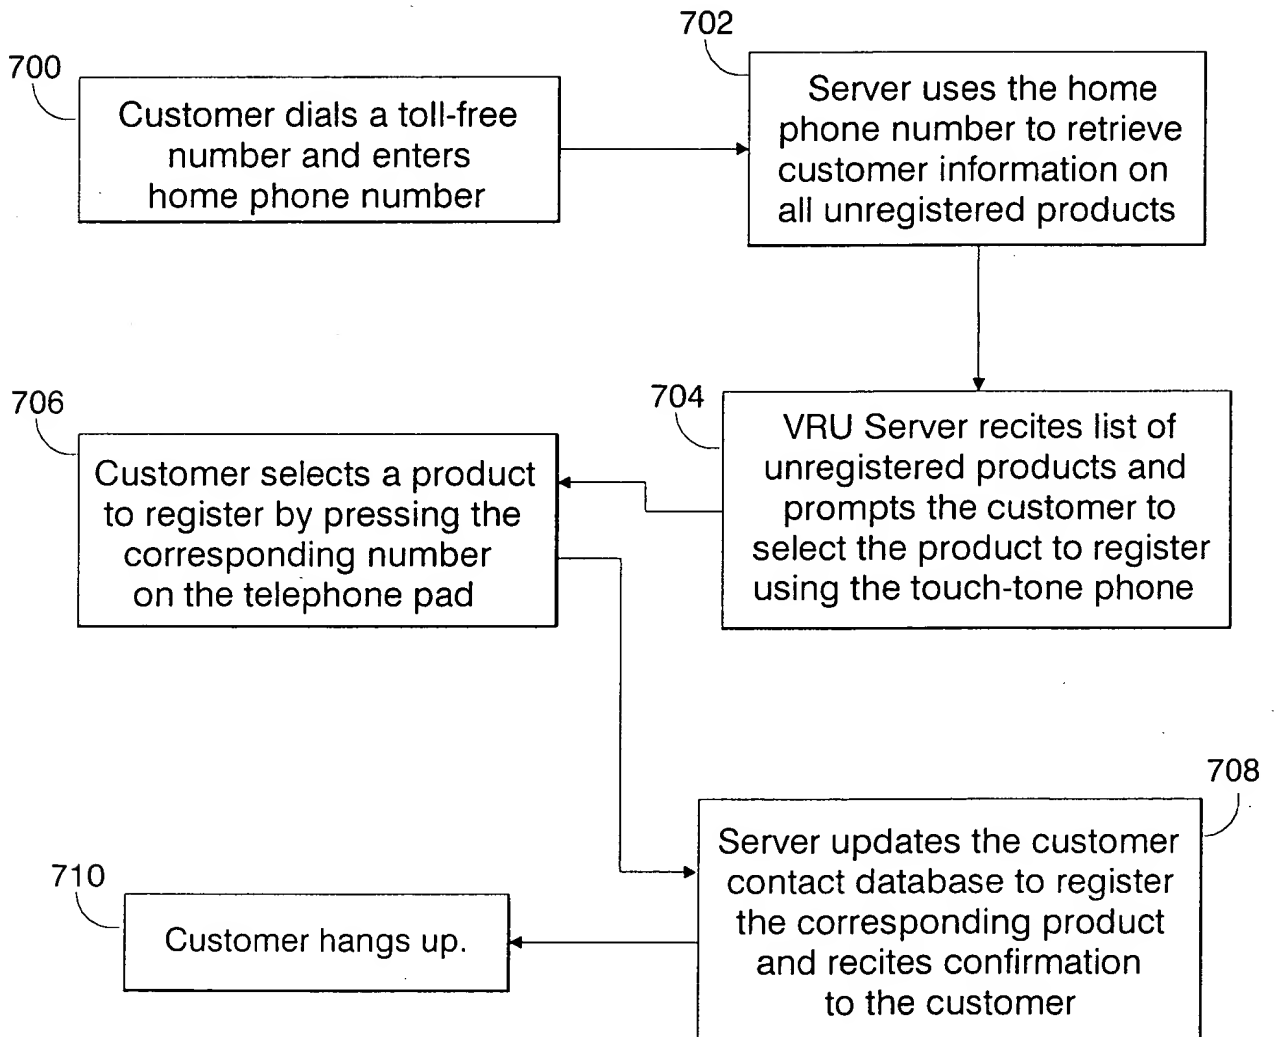 700
Customer dials a toll-free
number and enters
home phone number
702
Server uses the home
phone number to retrieve
customer information on
all unregistered products
704
VRU Server recites list of
unregistered products and
prompts the customer to
select the product to register
using the touch-tone phone
706
Customer selects a product
to register by pressing the
corresponding number
on the telephone pad
708
Server updates the customer
contact database to register
the corresponding product
and recites confirmation
to the customer
710
Customer hangs up.